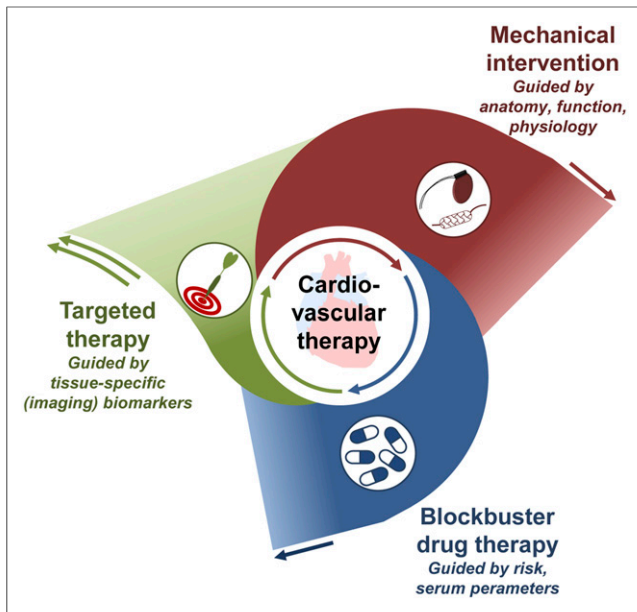 Mechanical
intervention
Guided by
anatomy, function,
physiology
Cardio-
vascular
therapy
Targeted
therapy
Guided by
tissue-specific
(imaging) biomarkers
Blockbuster
drug therapy
Guided by risk,
serum perameters